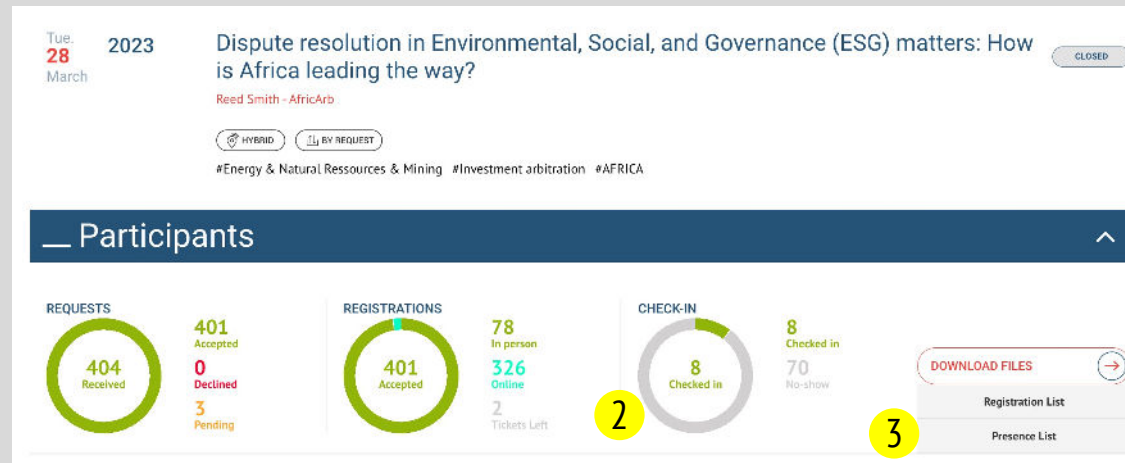 Tue.
28
March
2023
Dispute resolution in Environmental, Social, and Governance (ESG) matters: How
is Africa leading the way?
CLOSED
Reed Smith - AfricArb
HYBRID
BY REQUEST
#Energy & Natural Ressources & Mining #Investment arbitration #AFRICA
Participants
REQUESTS
404
Received
401
Accepted
0
Declined
3
Pending
REGISTRATIONS
401
Accepted
78
In person
326
Online
2
Tickets Left
CHECK-IN
8
Checked in
8
Checked in
70
No-show
2
DOWNLOAD FILES
Registration List
Presence List
3